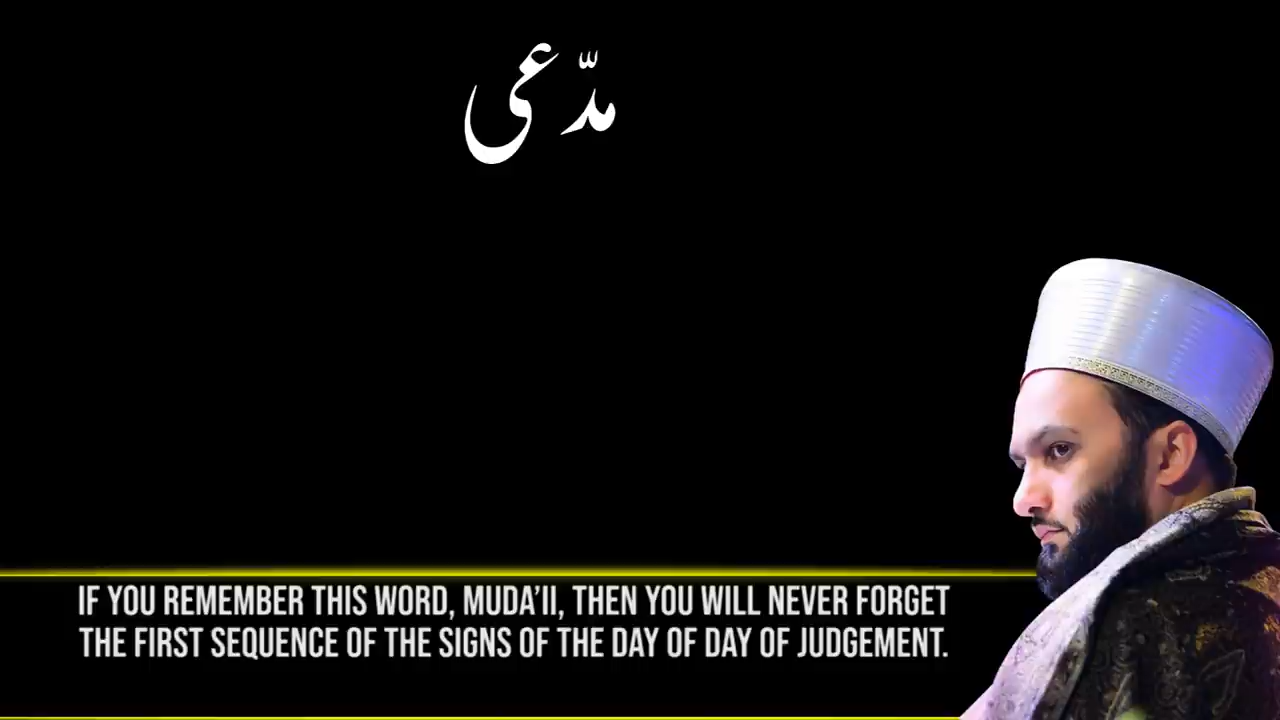 مدّعی
IF YOU REMEMBER THIS WORD, MUDA’II, THEN YOU WILL NEVER FORGET
THE FIRST SEQUENCE OF THE SIGNS OF THE DAY OF DAY OF JUDGEMENT.